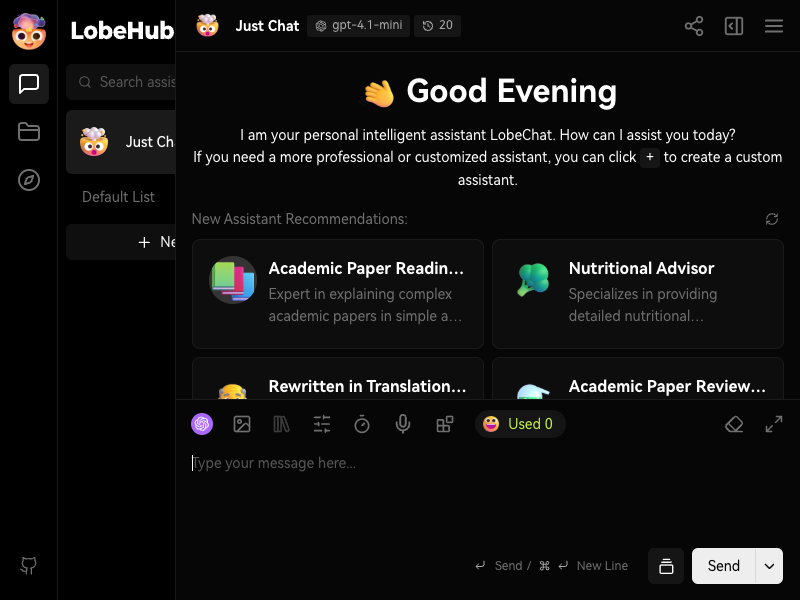 LobeHub
Search assis
Just Ch
Default List
Ne
Just Chat
gpt-4.1-mini
20
Good Evening
I am your personal intelligent assistant LobeChat. How can I assist you today?
If you need a more professional or customized assistant, you can click + to create a custom
assistant.
New Assistant Recommendations:
Academic Paper Readin...
Expert in explaining complex
academic papers in simple a...
Nutritional Advisor
Specializes in providing
detailed nutritional...
Rewritten in Translation...
Academic Paper Review...
Used 0
Type your message here...
↵ Send / ⌘ ↵ New Line
Send